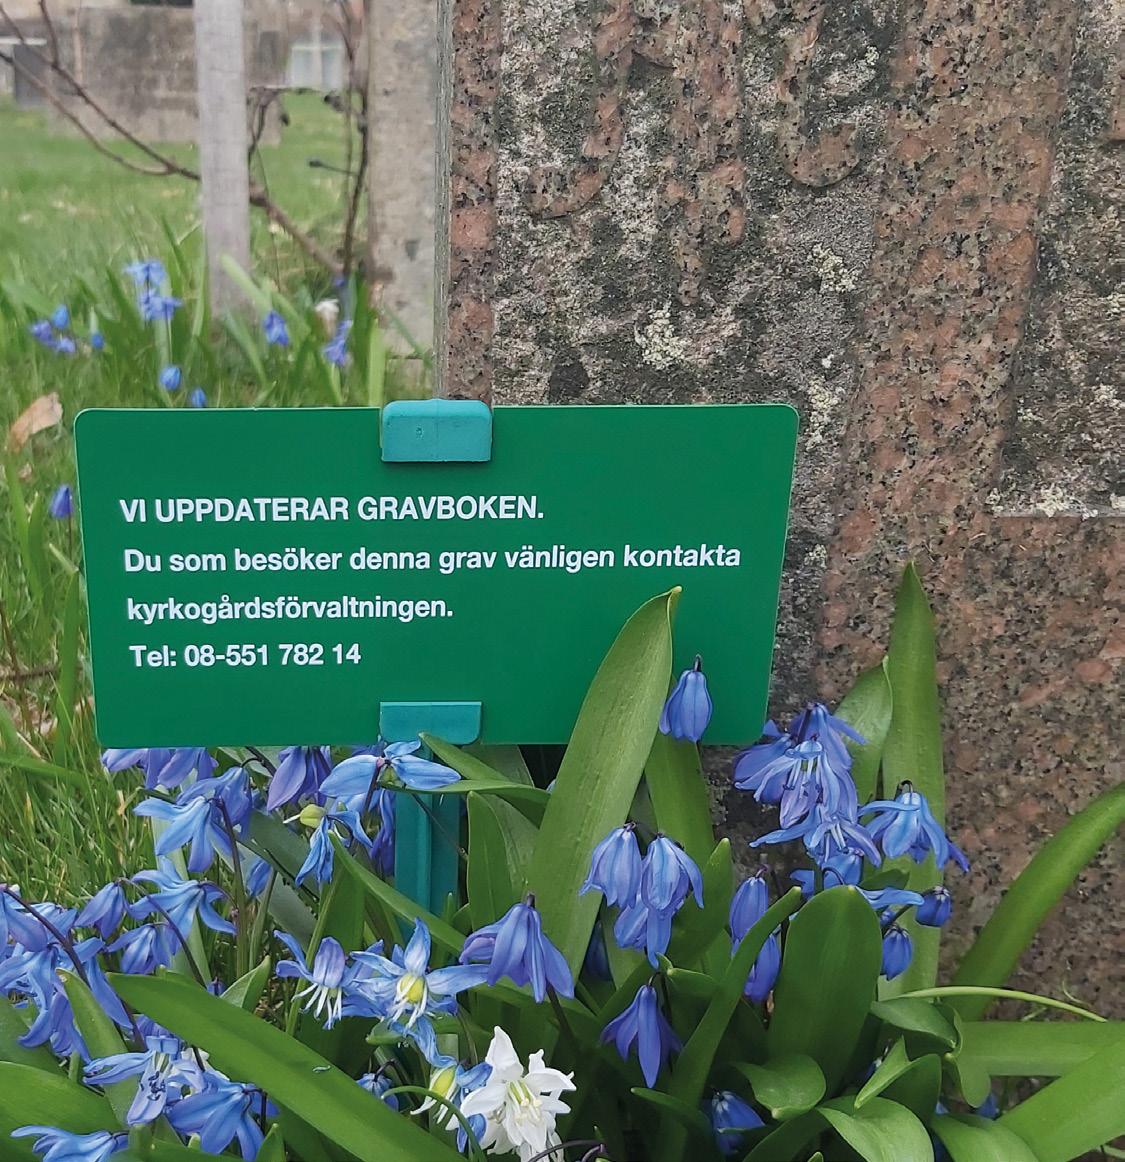 VI UPPDATERAR GRAVBOKEN.
Du som besöker denna grav vänligen kontakta
kyrkogårdsförvaltningen.
Tel: 08-551 782 14